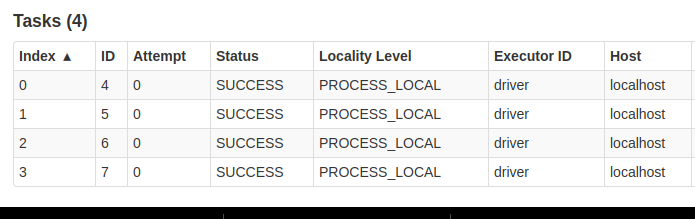 Tasks (4)
Index ▲ ID Attempt Status Locality Level Executor ID Host
0 4 0 SUCCESS PROCESS_LOCAL driver localhost
1 5 0 SUCCESS PROCESS_LOCAL driver localhost
2 6 0 SUCCESS PROCESS_LOCAL driver localhost
3 7 0 SUCCESS PROCESS_LOCAL driver localhost